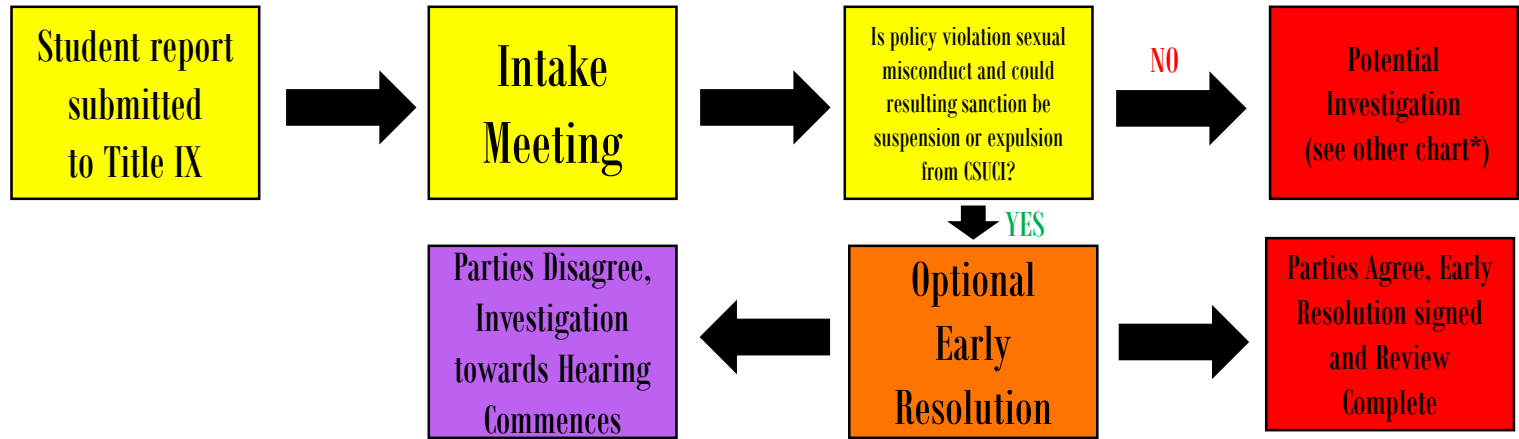 Student report
submitted
to Title IX
Intake
Meeting
Is policy violation sexual
misconduct and could
resulting sanction be
suspension or expulsion
from CSUCI?
NO
Potential
Investigation
(see other chart*)
YES
Parties Disagree,
Investigation
towards Hearing
Commences
Optional
Early
Resolution
Parties Agree, Early
Resolution signed
and Review
Complete